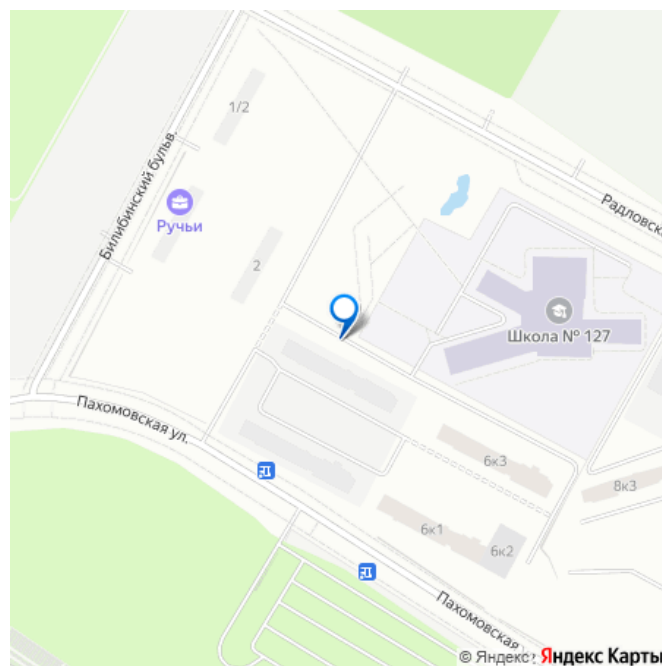 1/2
Билибинский бульв.
Радловска
Ручьи
2
Школа № 127
Пахомовская ул.
6к3
8к3
6к1
6к2
Пахомовская у
© Яндекс Яндекс Карты